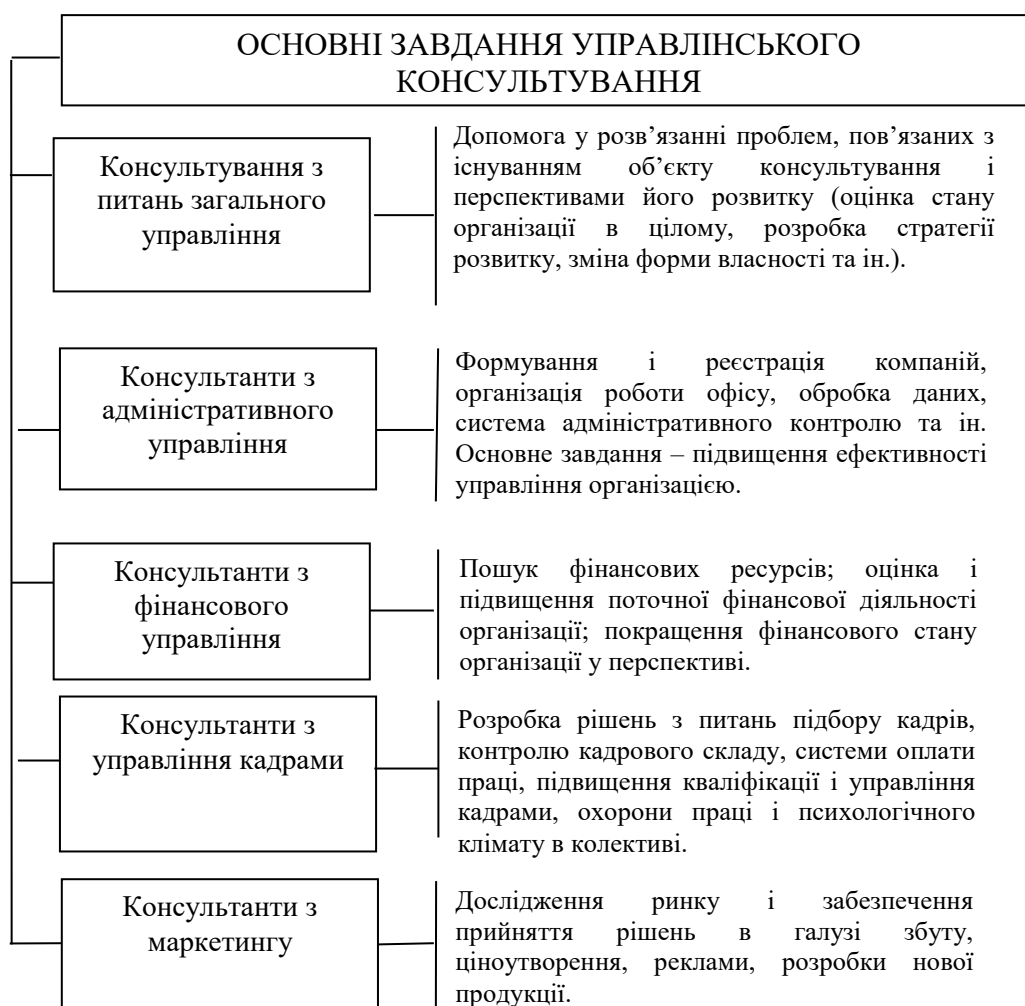 ОСНОВНІ ЗАВДАННЯ УПРАВЛІНСЬКОГО
КОНСУЛЬТУВАННЯ
Консультування з
питань загального
управління
Допомога у розв’язанні проблем, пов’язаних з
існуванням об’єкту консультування і
перспективами його розвитку (оцінка стану
організації в цілому, розробка стратегії
розвитку, зміна форми власності та ін.).
Консультанти з
адміністративного
управління
Формування і реєстрація компаній,
організація роботи офісу, обробка даних,
система адміністративного контролю та ін.
Основне завдання – підвищення ефективності
управління організацією.
Консультанти з
фінансового
управління
Пошук фінансових ресурсів; оцінка і
підвищення поточної фінансової діяльності
організації; покращення фінансового стану
організації у перспективі.
Консультанти з
управління кадрами
Розробка рішень з питань підбору кадрів,
контролю кадрового складу, системи оплати
праці, підвищення кваліфікації і управління
кадрами, охорони праці і психологічного
клімату в колективі.
Консультанти з
маркетингу
Дослідження ринку і забезпечення
прийняття рішень в галузі збуту,
ціноутворення, реклами, розробки нової
продукції.